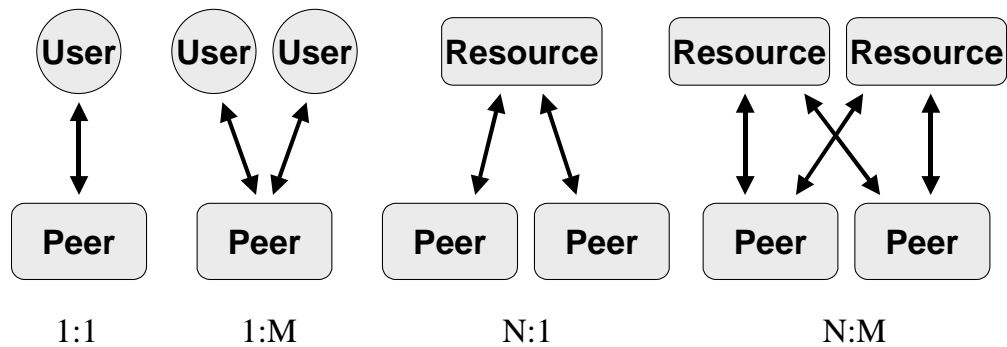 User User User Resource Resource Resource
Peer Peer Peer Peer Peer Peer
1:1 1:M N:1 N:M